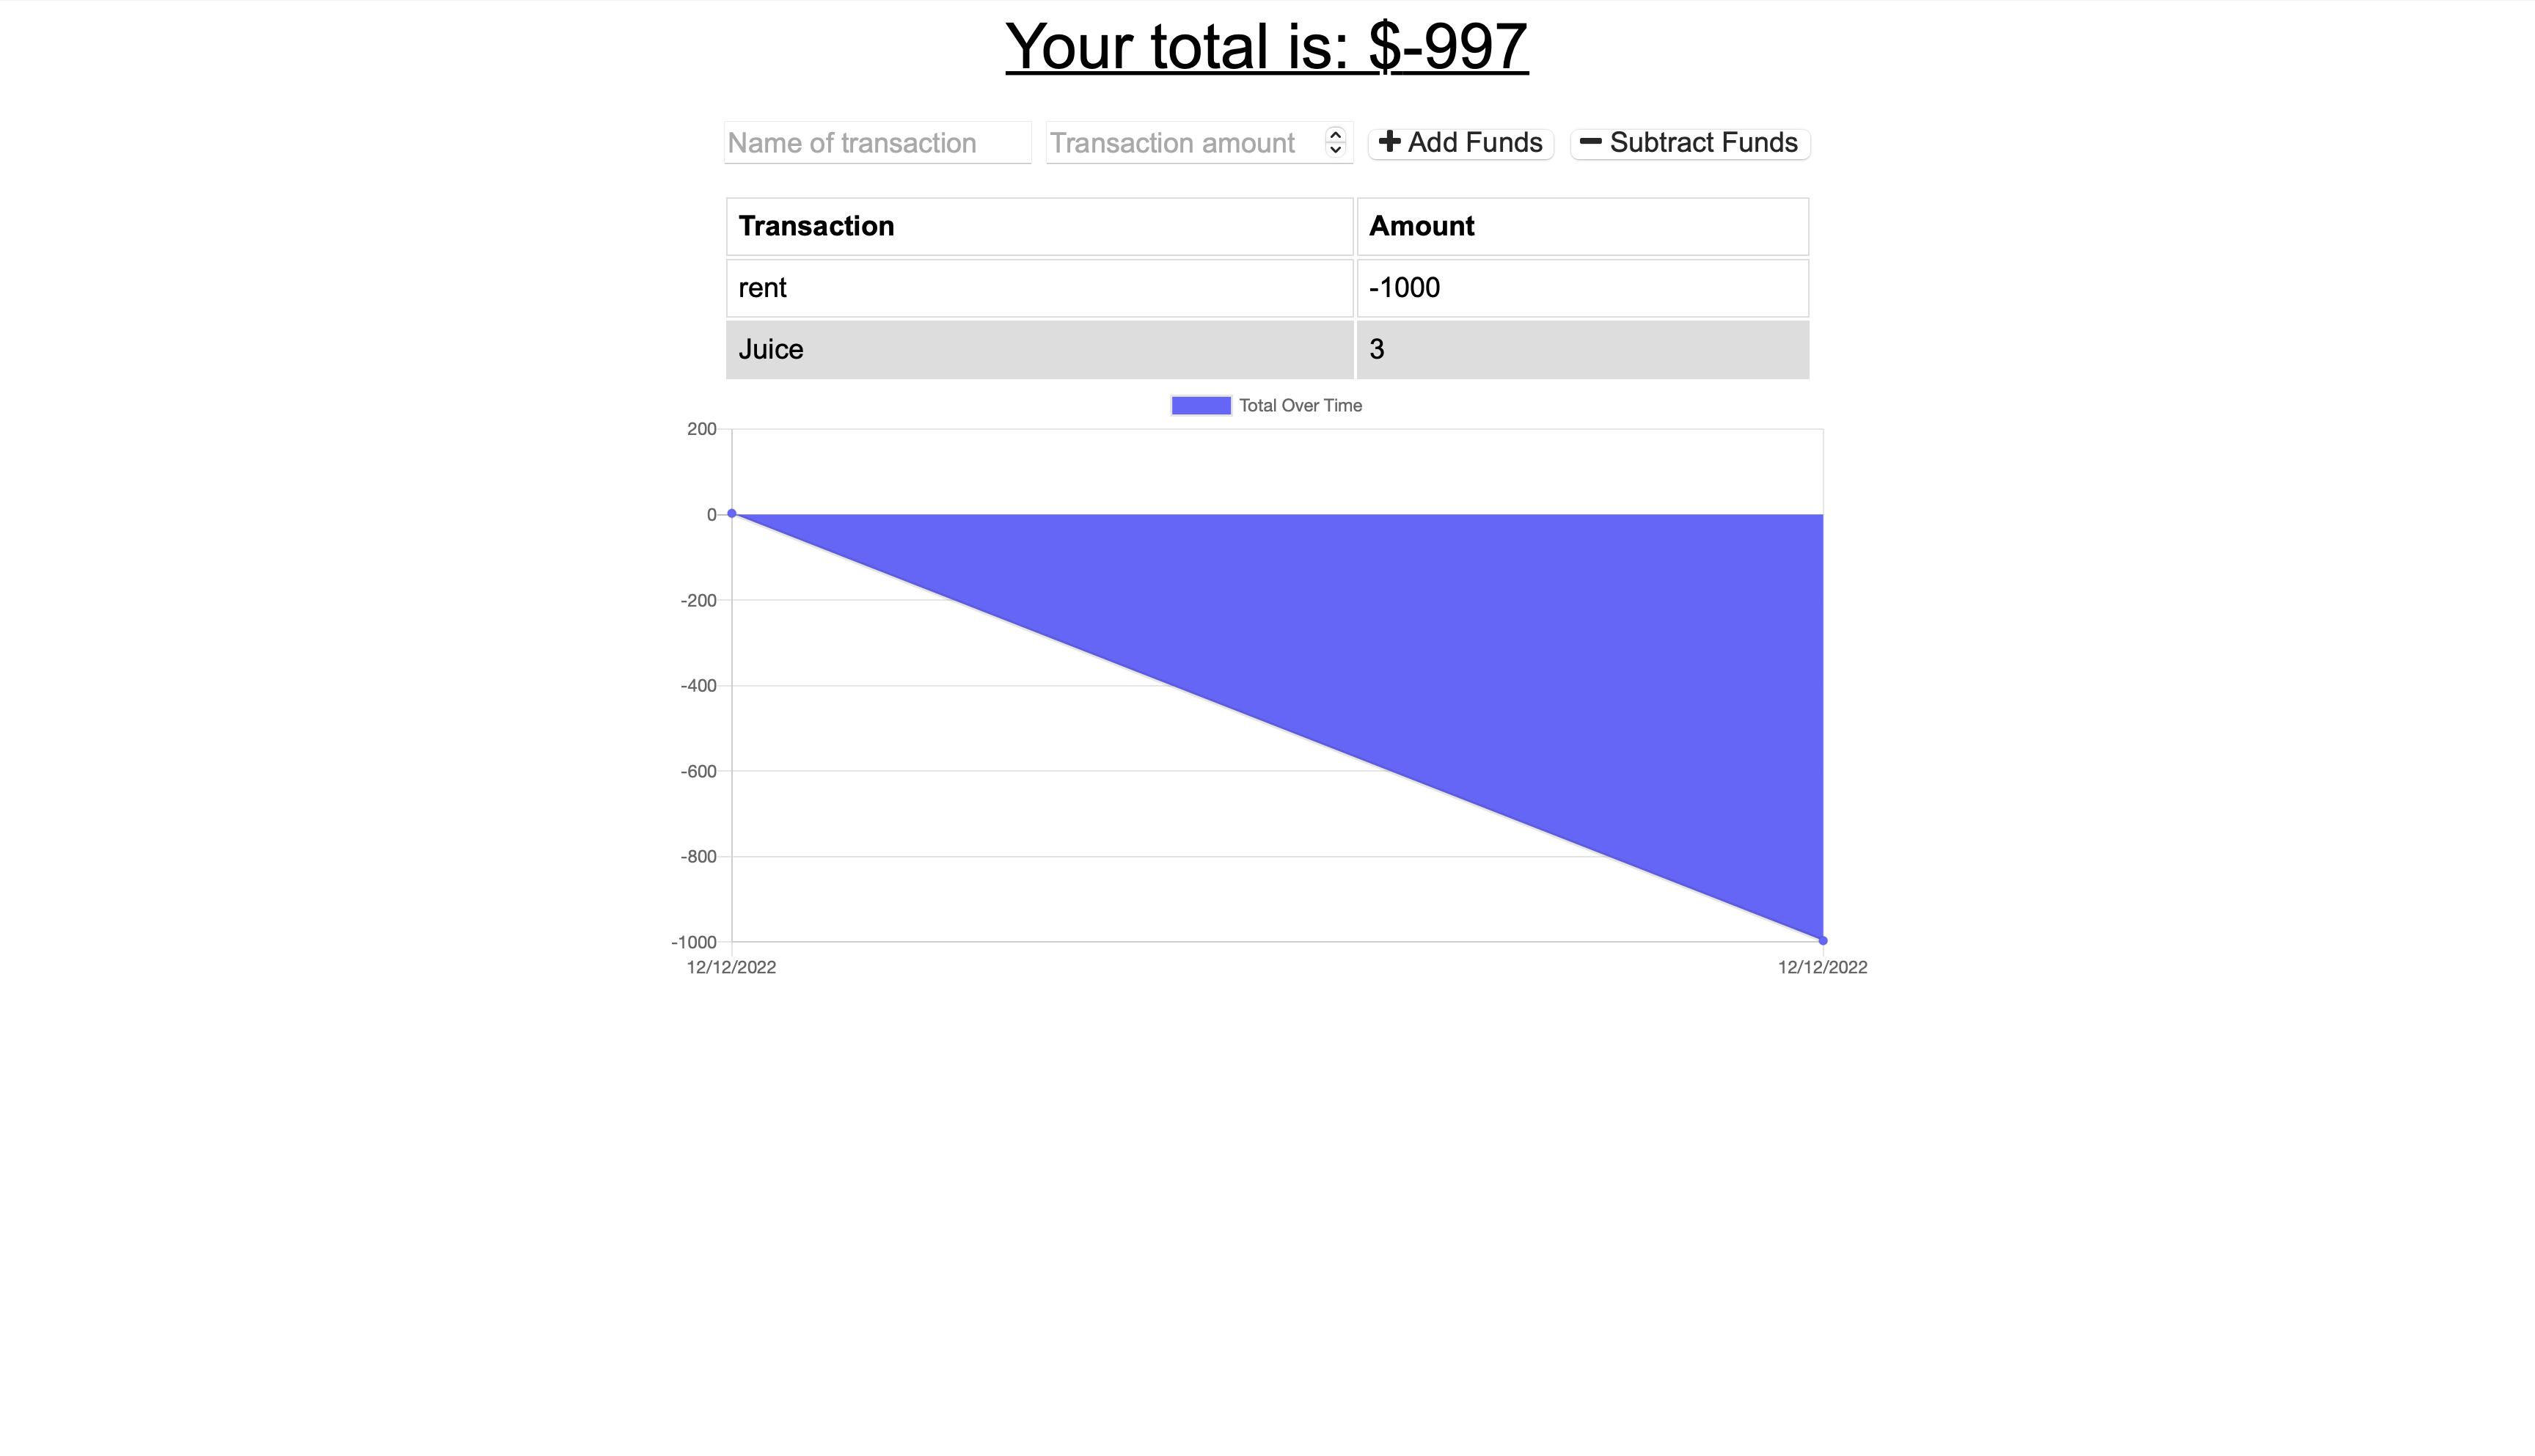 Your total is: $-997
Name of transaction Transaction amount Add Funds Subtract Funds
Transaction Amount
rent -1000
Juice 3
Total Over Time
200
0
-200
-400
-600
-800
-1000
12/12/2022 12/12/2022